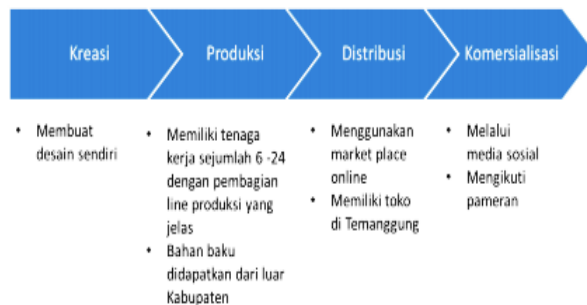 Kreasi
Produksi
Distribusi
Komersialisasi
• Membuat
desain sendiri
• Memiliki tenaga
kerja sejumlah 6 -24
dengan pembagian
line produksi yang
jelas
• Bahan baku
didapatkan dari luar
Kabupaten
• Menggunakan
market place
online
• Memiliki toko
di Temanggung
• Melalui
media sosial
• Mengikuti
pameran